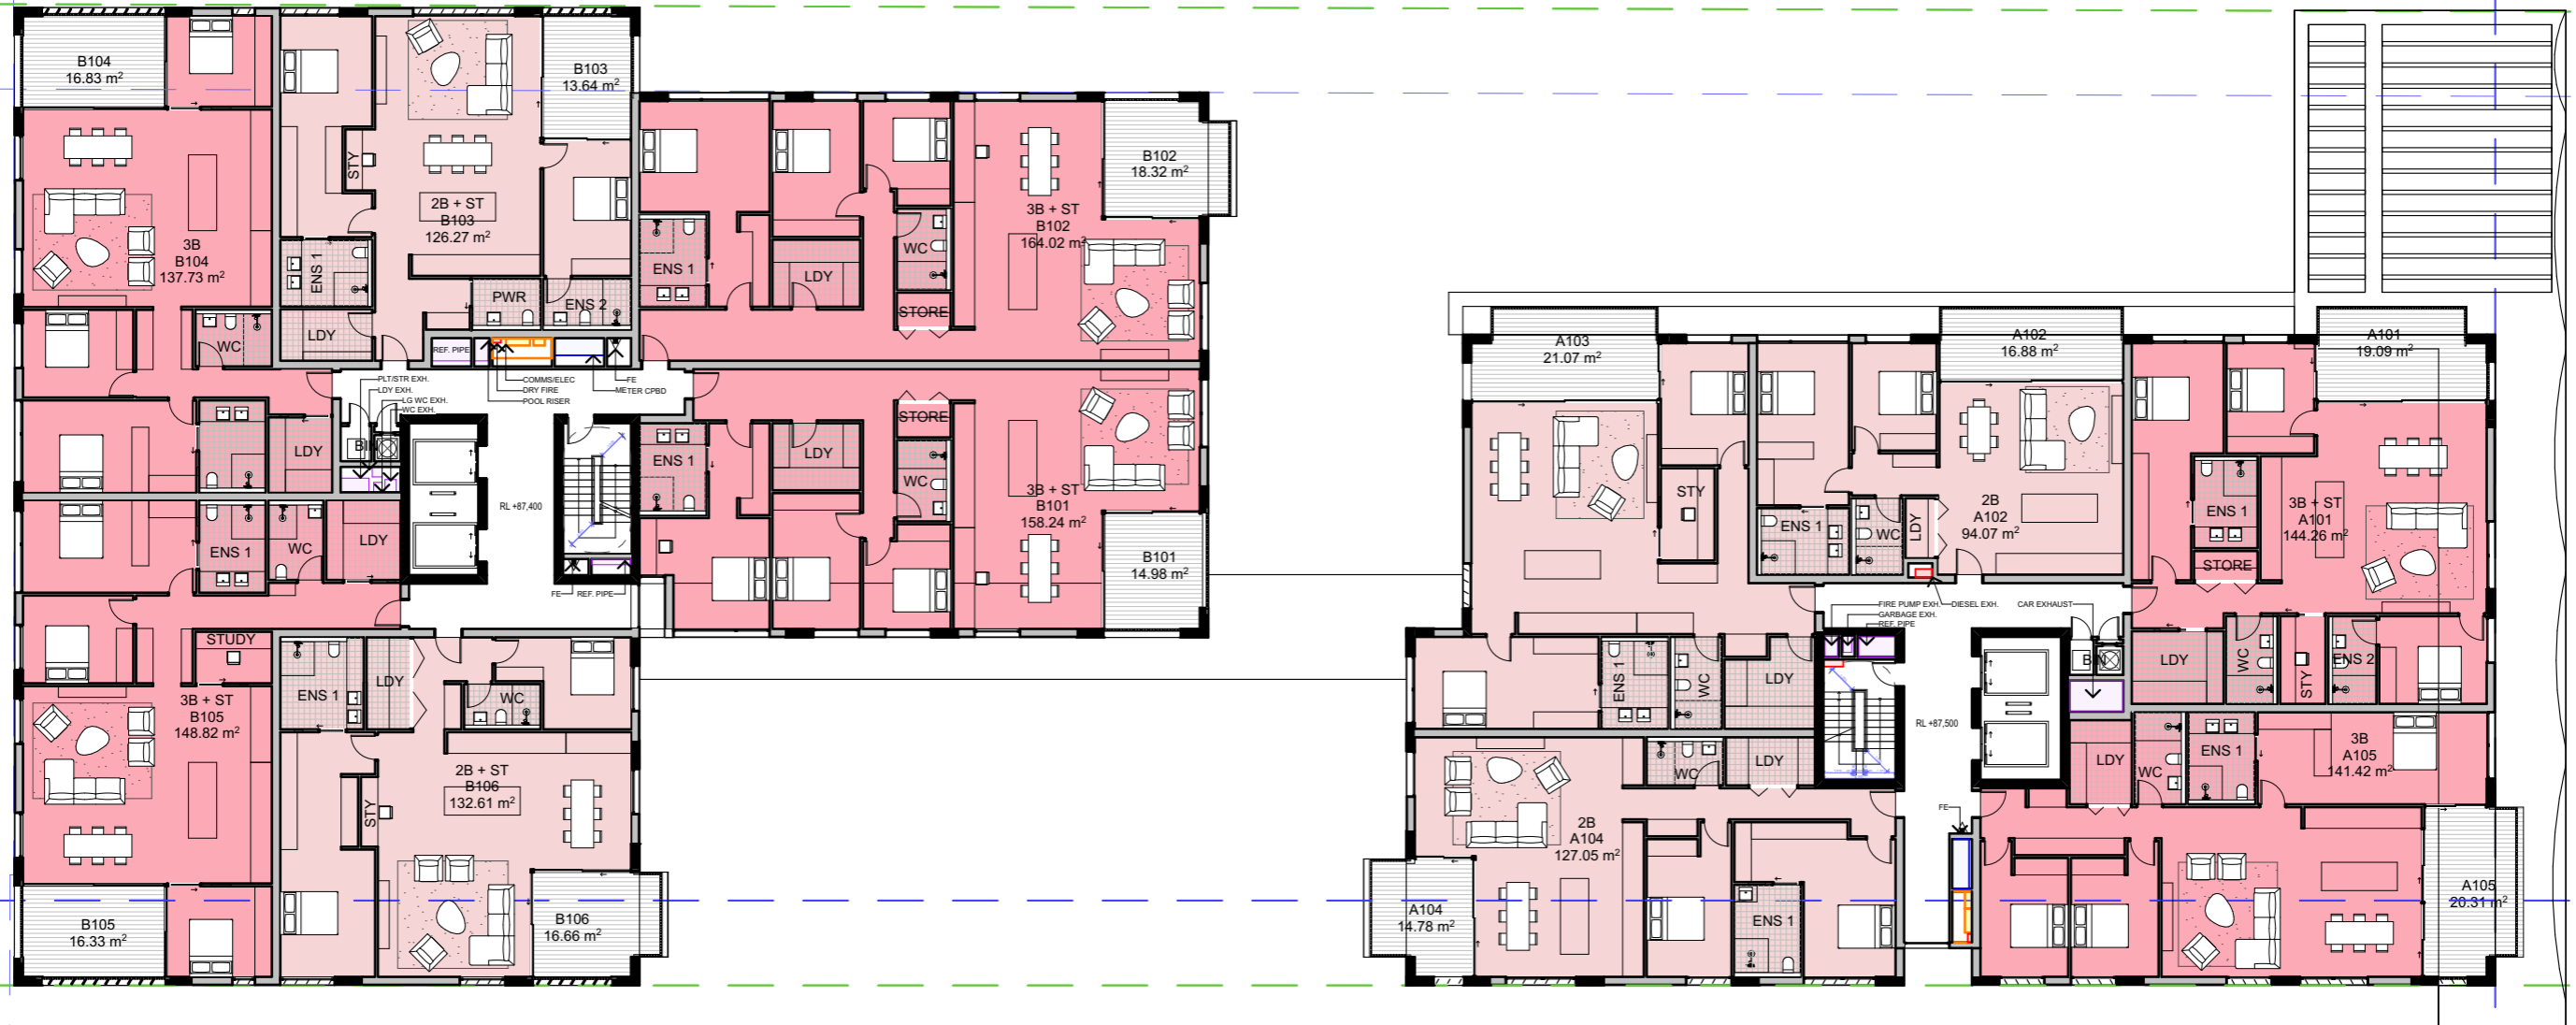 B104
16.83 m²
B103
13.64 m²
STY
2B + ST
B103
126.27 m²
3B
B104
137.73 m²
ENS 1
PWR
ENS 2
LDY
WC
REF. PIPE
B102
18.32 m²
3B + ST
B102
164.02 m²
ENS 1
LDY
WC
STORE
PLT/STR EXH.
LDY EXH.
LG WC EXH.
WC EXH.
COMMS/ELEC
DRY FIRE
POOL RISER
FE
METER CPBD
BIN
LDY
RL +87,400
STORE
ENS 1
LDY
WC
3B + ST
B101
158.24 m²
B101
14.98 m²
ENS 1
WC
LDY
FE
REF. PIPE
STUDY
3B + ST
B105
148.82 m²
ENS 1
LDY
WC
2B + ST
B106
132.61 m²
STY
B105
16.33 m²
B106
16.66 m²
A103
21.07 m²
A102
16.88 m²
A101
19.09 m²
STY
ENS 1
WC
LDY
2B
A102
94.07 m²
ENS 1
3B + ST
A101
144.26 m²
STORE
FIRE PUMP EXH.
GARBAGE EXH.
REF. PIPE
DIESEL EXH.
CAR EXHAUST
ENS 1
WC
LDY
BIN
LDY
WC
STY
ENS 2
RL +87,500
WC
LDY
2B
A104
127.05 m²
LDY
WC
ENS 1
3B
A105
141.42 m²
FE
A104
14.78 m²
ENS 1
A105
20.31 m²